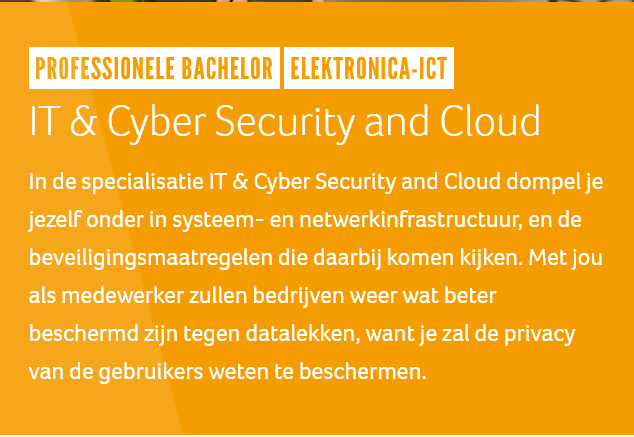 PROFESSIONELE BACHELOR ELEKTRONICA-ICT
IT & Cyber Security and Cloud
In de specialisatie IT & Cyber Security and Cloud dompel je
jezelf onder in systeem- en netwerkinfrastructuur, en de
beveiligingsmaatregelen die daarbij komen kijken. Met jou
als medewerker zullen bedrijven weer wat beter
beschermd zijn tegen datalekken, want je zal de privacy
van de gebruikers weten te beschermen.